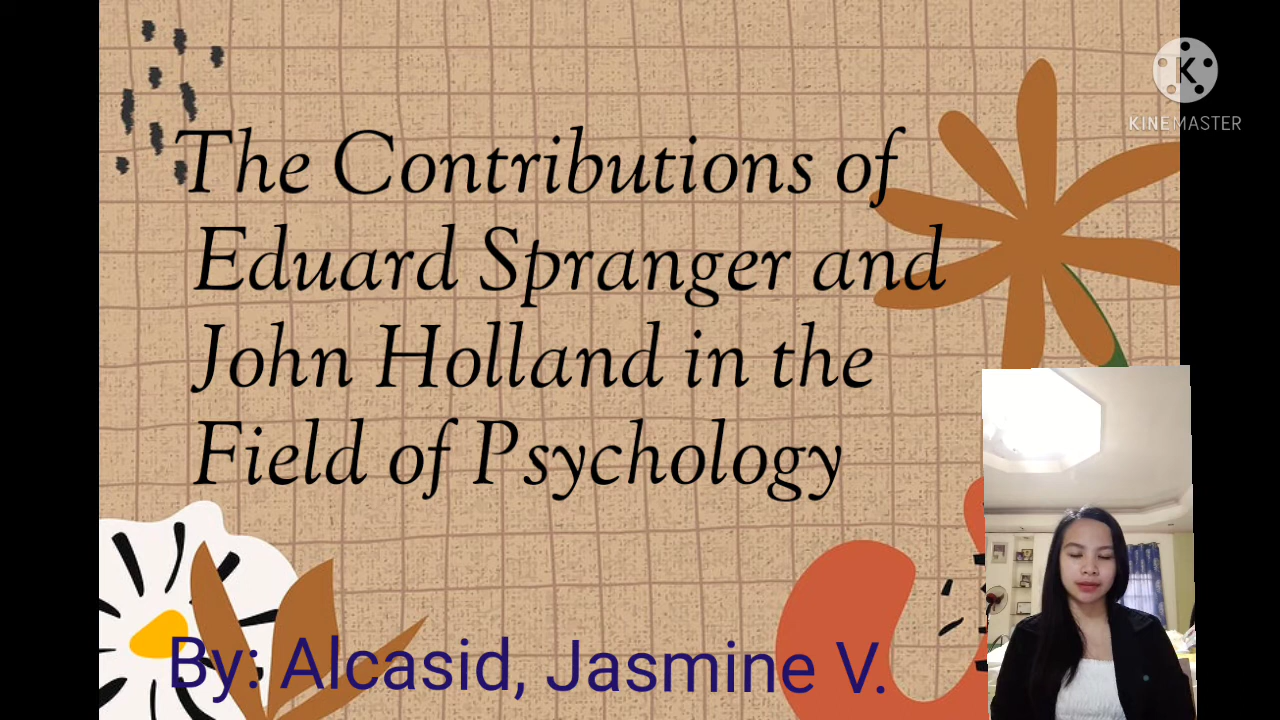 KINEMASTER
The Contributions of
Eduard Spranger and
John Holland in the
Field of Psychology
By: Alcasid, Jasmine V.